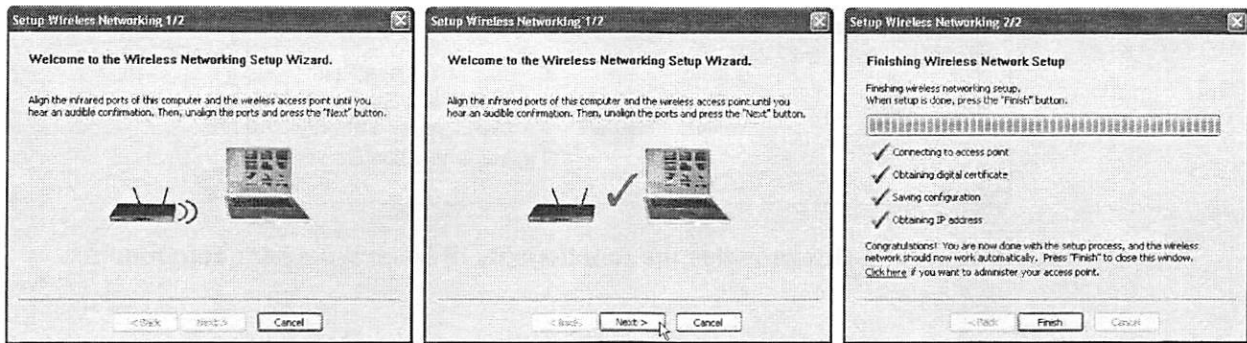 Setup Wireless Networking 1/2
Welcome to the Wireless Networking Setup Wizard.
Align the infrared ports of this computer and the wireless access point until you
hear an audible confirmation. Then, unalign the ports and press the "Next" button.
< Back
Next >
Cancel
Setup Wireless Networking 1/2
Welcome to the Wireless Networking Setup Wizard.
Align the infrared ports of this computer and the wireless access point until you
hear an audible confirmation. Then, unalign the ports and press the "Next" button.
< Back
Next >
Cancel
Setup Wireless Networking 2/2
Finishing Wireless Network Setup
Finishing wireless networking setup.
When setup is done, press the "Finish" button.
Connecting to access point
Obtaining digital certificate
Saving configuration
Obtaining IP address
Congratulations! You are now done with the setup process, and the wireless
network should now work automatically. Press "Finish" to close this window.
Click here if you want to administer your access point.
< Back
Finish
Cancel